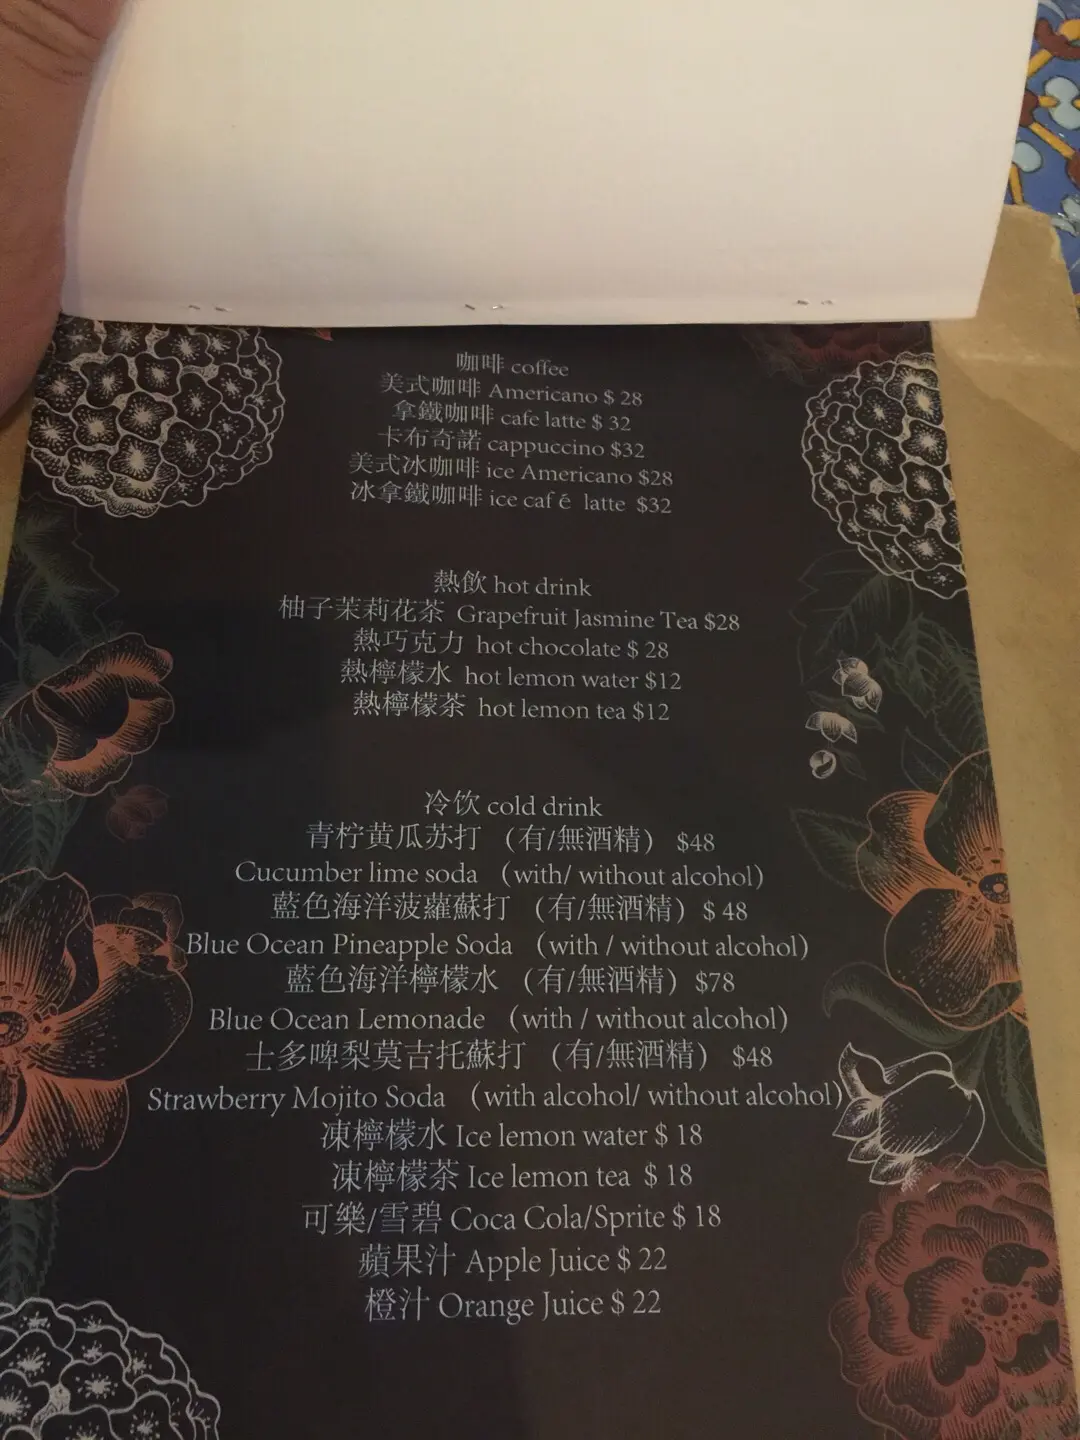 咖啡 coffee
美式咖啡 Americano $ 28
拿鐵咖啡 cafe latte $ 32
卡布奇諾 cappuccino $32
美式冰咖啡 ice Americano $28
冰拿鐵咖啡 ice café latte $32
熱飲 hot drink
柚子茉莉花茶 Grapefruit Jasmine Tea $28
熱巧克力 hot chocolate $ 28
熱檸檬水 hot lemon water $12
熱檸檬茶 hot lemon tea $12
冷饮 cold drink
青柠黄瓜苏打 （有/無酒精） $48
Cucumber lime soda （with/ without alcohol)
藍色海洋菠蘿蘇打 （有/無酒精）$ 48
Blue Ocean Pineapple Soda （with / without alcohol)
藍色海洋檸檬水 （有/無酒精）$78
Blue Ocean Lemonade （with / without alcohol)
士多啤梨莫吉托蘇打 （有/無酒精） $48
Strawberry Mojito Soda （with alcohol/ without alcohol)
凍檸檬水 Ice lemon water $ 18
凍檸檬茶 Ice lemon tea $ 18
可樂/雪碧 Coca Cola/Sprite $ 18
蘋果汁 Apple Juice $ 22
橙汁 Orange Juice $ 22